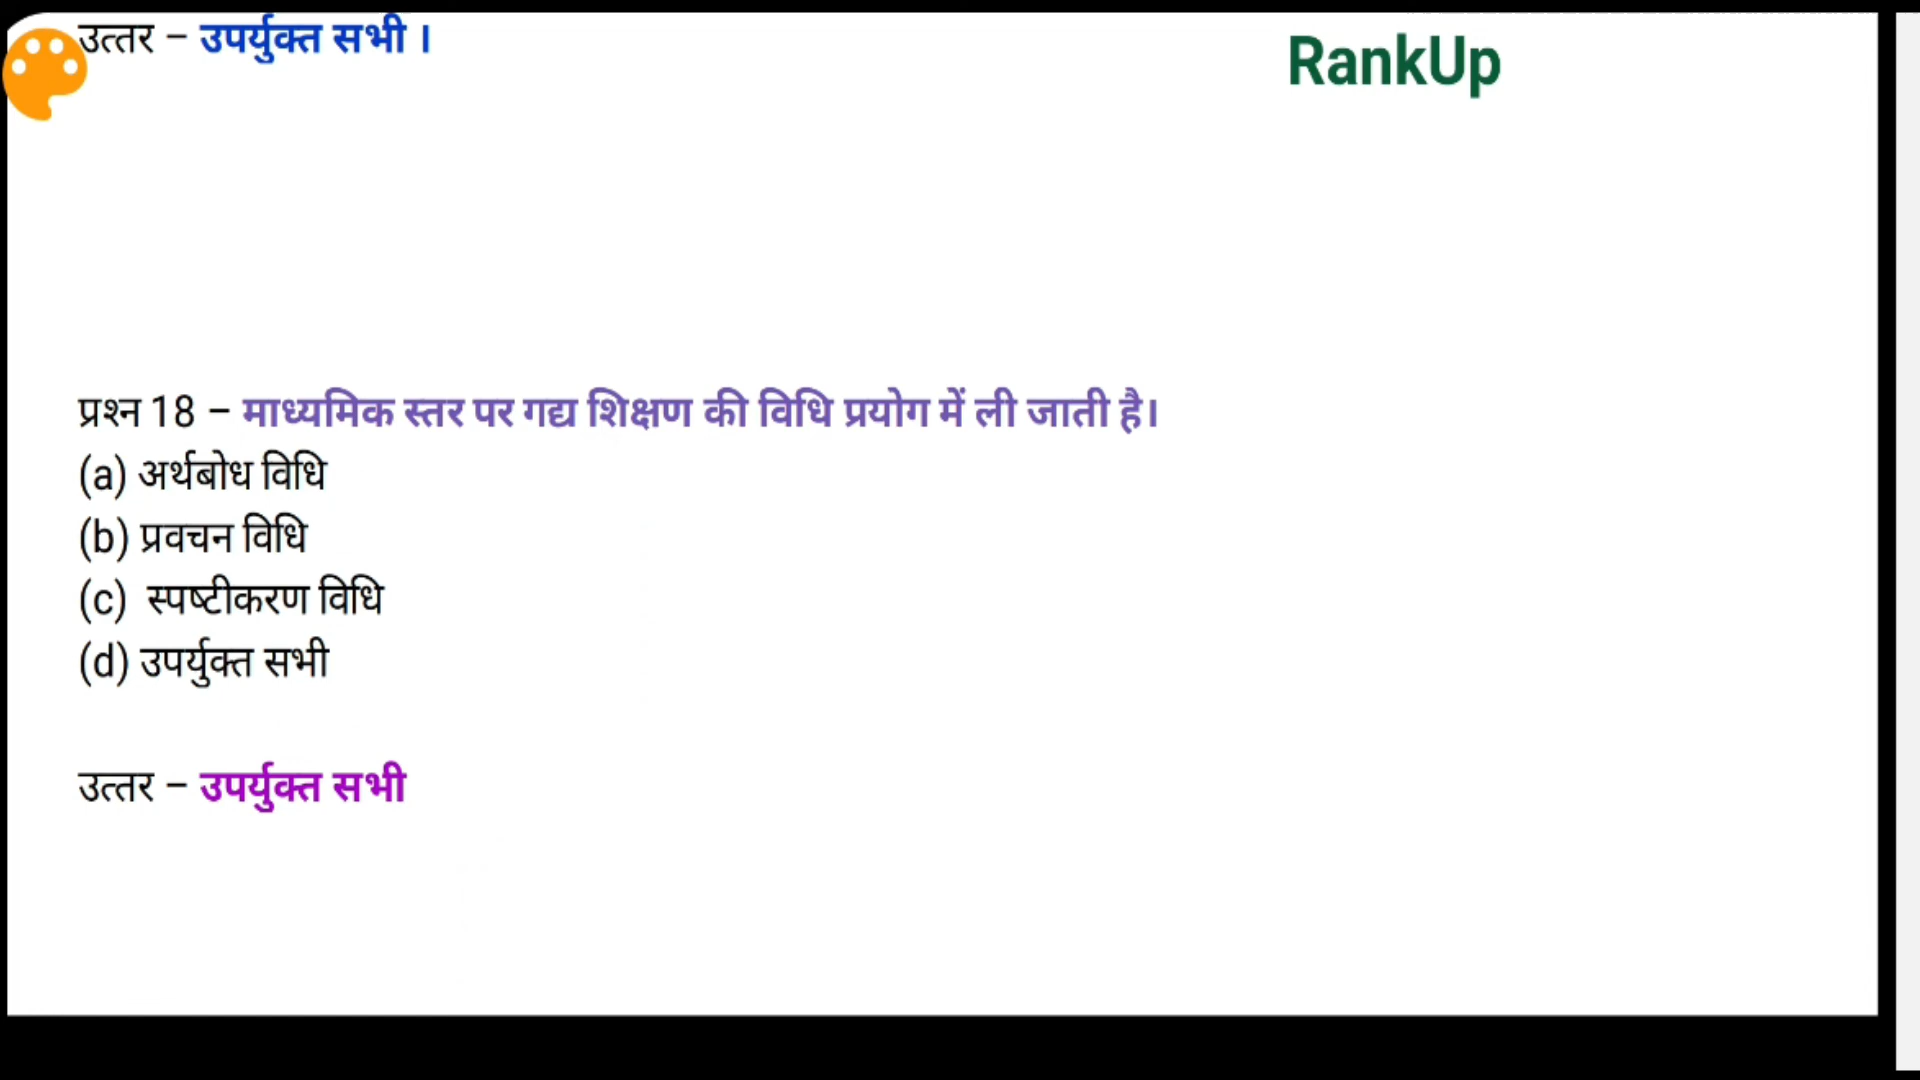 उत्तर – उपर्युक्त सभी ।
RankUp
प्रश्न 18 – माध्यमिक स्तर पर गद्य शिक्षण की विधि प्रयोग में ली जाती है।
(a) अर्थबोध विधि
(b) प्रवचन विधि
(c) स्पष्टीकरण विधि
(d) उपर्युक्त सभी
उत्तर – उपर्युक्त सभी